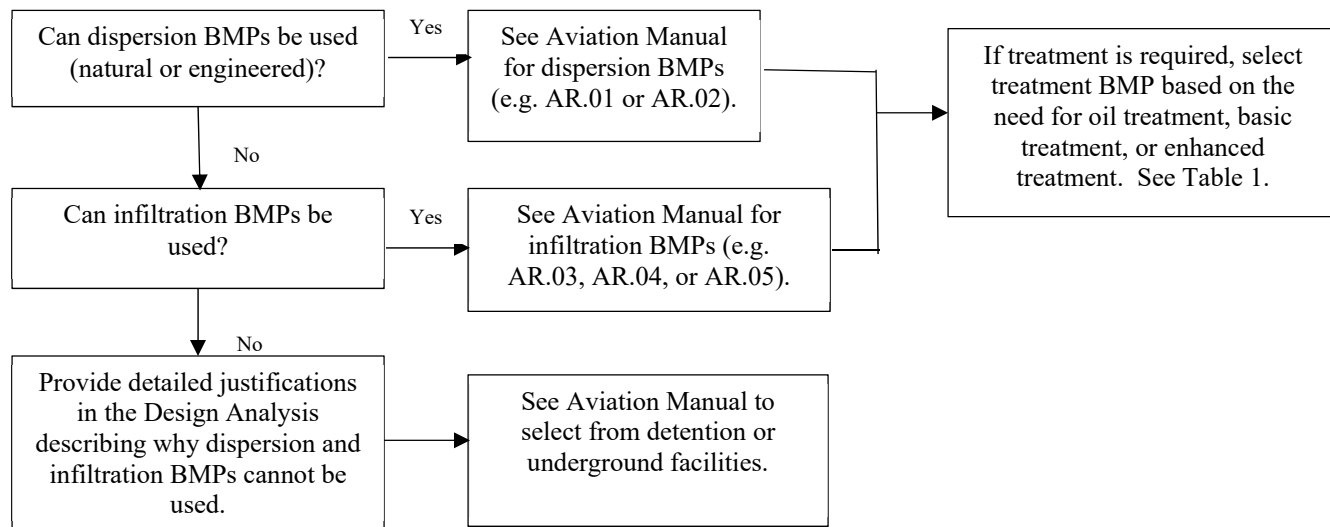 Can dispersion BMPs be used
(natural or engineered)?
Yes
See Aviation Manual
for dispersion BMPs
(e.g. AR.01 or AR.02).
If treatment is required, select
treatment BMP based on the
need for oil treatment, basic
treatment, or enhanced
treatment.  See Table 1.
No
Can infiltration BMPs be
used?
Yes
See Aviation Manual for
infiltration BMPs (e.g.
AR.03, AR.04, or AR.05).
No
Provide detailed justifications
in the Design Analysis
describing why dispersion and
infiltration BMPs cannot be
used.
See Aviation Manual to
select from detention or
underground facilities.